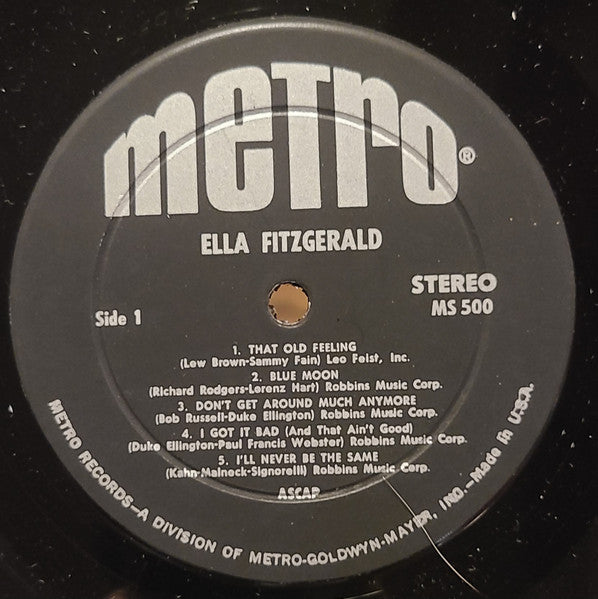 metro®
ELLA FITZGERALD
STEREO
MS 500
Side 1
1. THAT OLD FEELING
(Lew Brown-Sammy Fain) Leo Feist, Inc.
2. BLUE MOON
(Richard Rodgers-Lorenz Hart) Robbins Music Corp.
3. DON'T GET AROUND MUCH ANYMORE
(Bob Russell-Duke Ellington) Robbins Music Corp.
4. I GOT IT BAD (And That Ain't Good)
(Duke Ellington-Paul Francis Webster) Robbins Music Corp.
5. I'LL NEVER BE THE SAME
(Kahn-Malneck-Signorelli) Robbins Music Corp.
ASCAP
METRO RECORDS—A DIVISION OF METRO-GOLDWYN-MAYER, INC.—Made in U.S.A.